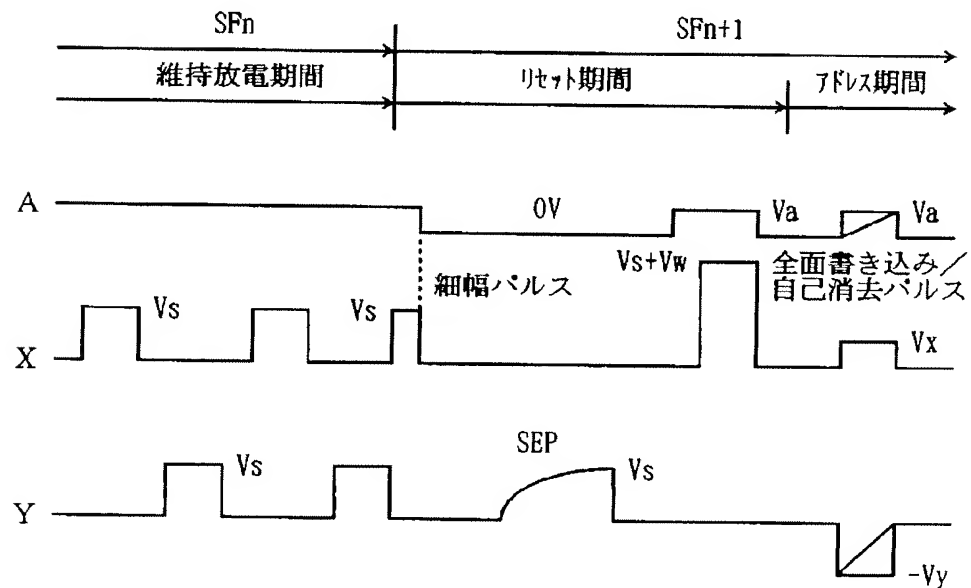 SFn
SFn+1
維持放電期間
ﾘｾｯﾄ期間
ｱﾄﾞﾚｽ期間
A
0V
Va
Va
Vs+Vw
全面書き込み／
自己消去パルス
細幅パルス
X
Vs
Vs
Vx
SEP
Y
Vs
Vs
-Vy